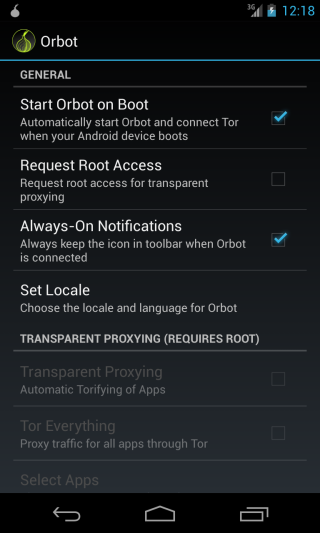 3G 12:18
Orbot
GENERAL
Start Orbot on Boot
Automatically start Orbot and connect Tor
when your Android device boots
Request Root Access
Request root access for transparent
proxying
Always-On Notifications
Always keep the icon in toolbar when Orbot
is connected
Set Locale
Choose the locale and language for Orbot
TRANSPARENT PROXYING (REQUIRES ROOT)
Transparent Proxying
Automatic Torifying of Apps
Tor Everything
Proxy traffic for all apps through Tor
Select Apps